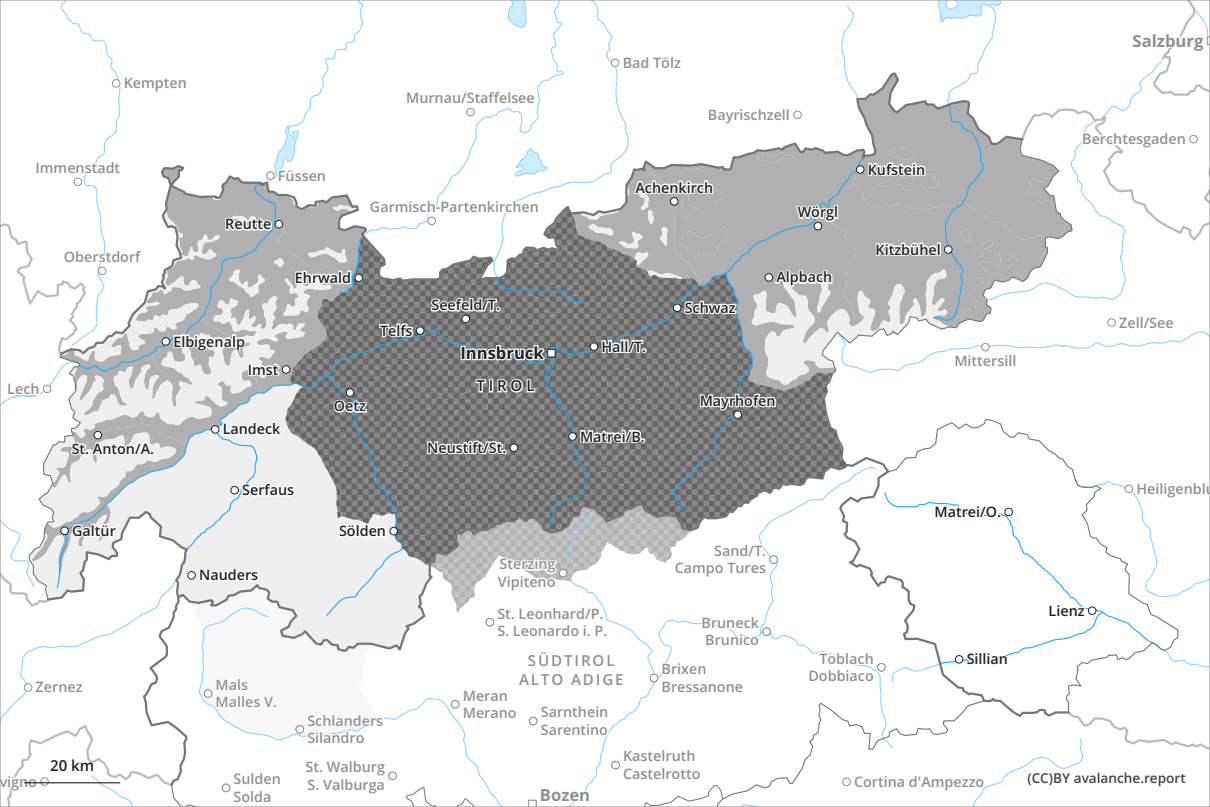 Salzburg
Bad Tölz
Kempten
Murnau/Staffelsee
Bayrischzell
Berchtesgaden
Immenstadt
Füssen
Kufstein
Achenkirch
Garmisch-Partenkirchen
Wörgl
Reutte
Kitzbühel
Oberstdorf
Ehrwald
Alpbach
Seefeld/T.
Schwaz
Zell/See
Telfs
Elbigenalp
Innsbruck
Hall/T.
Mittersill
Imst
TIROL
Lech
Oetz
Mayrhofen
Landeck
Matrei/B.
St. Anton/A.
Neustift/St.
Serfaus
Heiligenblu
Matrei/O.
Galtür
Sölden
Sand/T.
Campo Tures
Sterzing
Vipiteno
Nauders
Lienz
St. Leonhard/P.
S. Leonardo i. P.
Bruneck
Brunico
Sillian
SÜDTIROL
ALTO ADIGE
Toblach
Dobbiaco
Brixen
Bressanone
Zernez
Mals
Malles V.
Meran
Merano
Sarnthein
Sarentino
Schlanders
Silandro
Kastelruth
Castelrotto
St. Walburg
S. Valburga
20 km
vigno
Sulden
Solda
Cortina d'Ampezzo
(CC)BY avalanche.report
Bozen